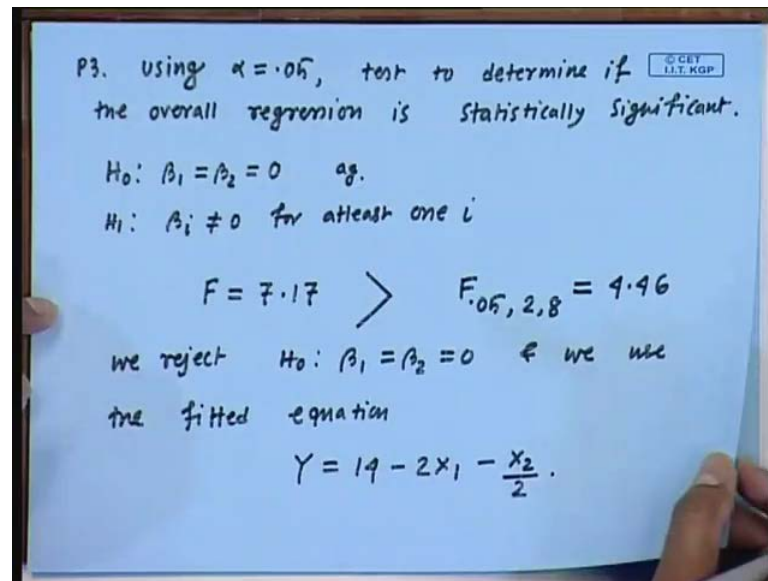 P3. Using α = .05, test to determine if
© CET
I.I.T. KGP
the overall regression is Statistically Significant.
H₀: β₁ = β₂ = 0 ag.
H₁: βᵢ ≠ 0 for atleast one i
F = 7.17 > F.05, 2, 8 = 4.46
we reject H₀: β₁ = β₂ = 0 & we use
the fitted equation
Y = 14 - 2x₁ - x₂/2.